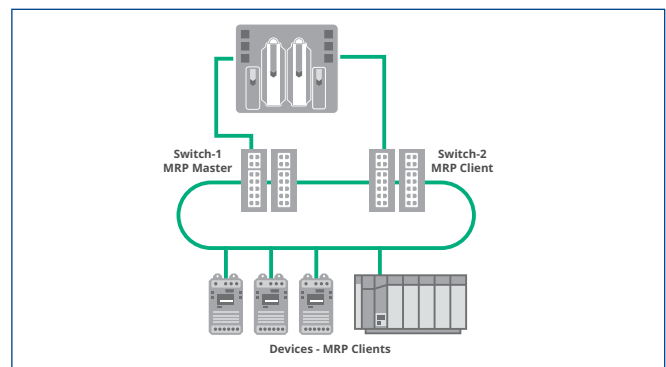 Switch-1
MRP Master
Switch-2
MRP Client
Devices - MRP Clients